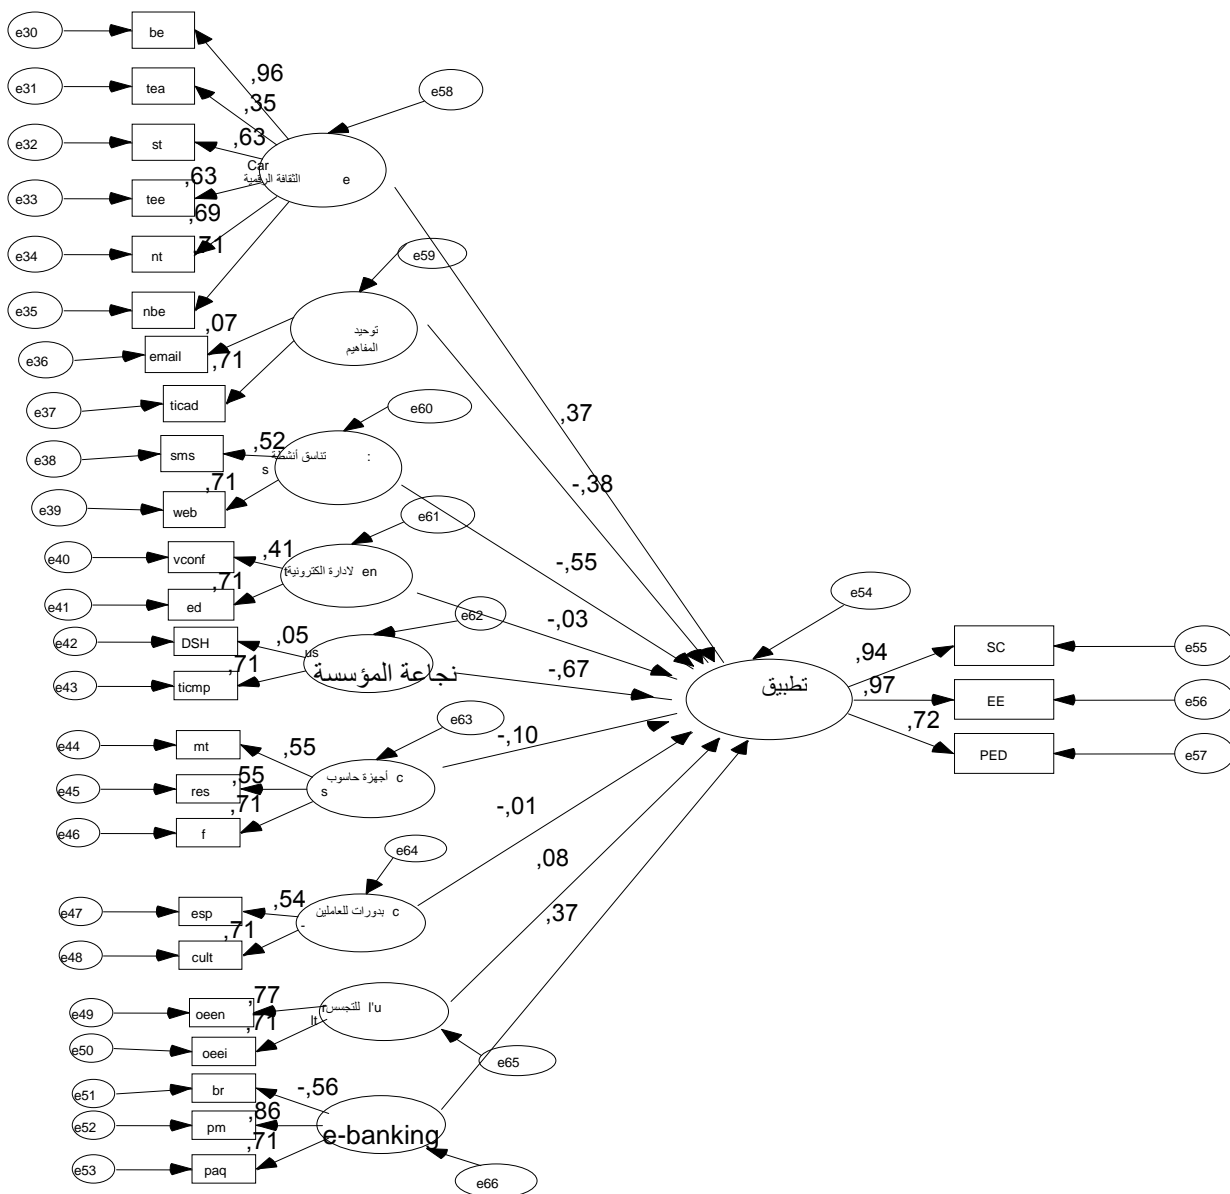 e30
be
,96
e31
tea
,35
e58
e32
st
,63
Car
الثقافة الرقمية
e
e33
tee
,63
,69
e34
nt
,71
e59
e35
nbe
,07
توحيد
المفاهيم
e36
email
,71
e37
ticad
e60
,37
e38
sms
,52
تناسق أنشطة
:
s
-,38
e39
web
,71
e61
e40
vconf
,41
-,55
t
لادارة الكترونية
en
e41
ed
,71
e62
-,03
e54
e42
DSH
,05
us
e43
ticmp
,71
نجاعة المؤسسة
-,67
تطبيق
,94
SC
e55
,97
EE
e56
,72
PED
e57
e63
-,10
e44
mt
,55
أجهزة حاسوب
c
s
e45
res
,55
e46
f
,71
-,01
e64
,08
e47
esp
,54
بدورات للعاملين
c
-
,37
e48
cult
,71
e49
oeen
,77
r
للتجسس
l'u
lt
e50
oeei
,71
e65
e51
br
-,56
e52
pm
,86
e-banking
e53
paq
,71
e66